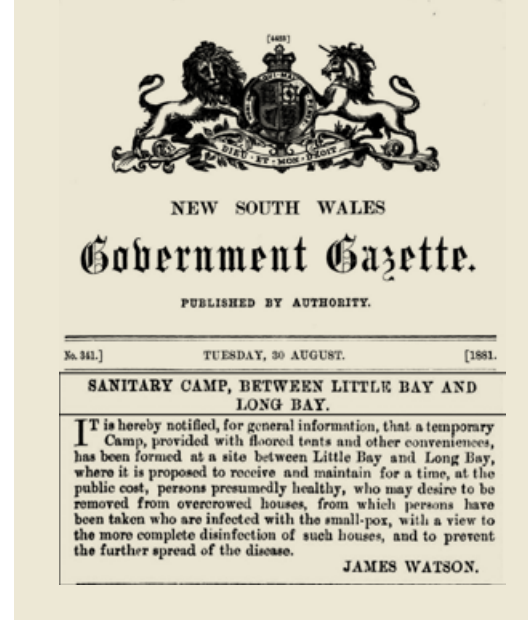 [4433]
DIEU · ET · MON · DROIT
NEW SOUTH WALES
Government Gazette.
PUBLISHED BY AUTHORITY.
No. 341.] TUESDAY, 30 AUGUST. [1881.
SANITARY CAMP, BETWEEN LITTLE BAY AND
LONG BAY.
IT is hereby notified, for general information, that a temporary
Camp, provided with floored tents and other conveniences,
has been formed at a site between Little Bay and Long Bay,
where it is proposed to receive and maintain for a time, at the
public cost, persons presumedly healthy, who may desire to be
removed from overcrowed houses, from which persons have
been taken who are infected with the small-pox, with a view to
the more complete disinfection of such houses, and to prevent
the further spread of the disease.
JAMES WATSON.